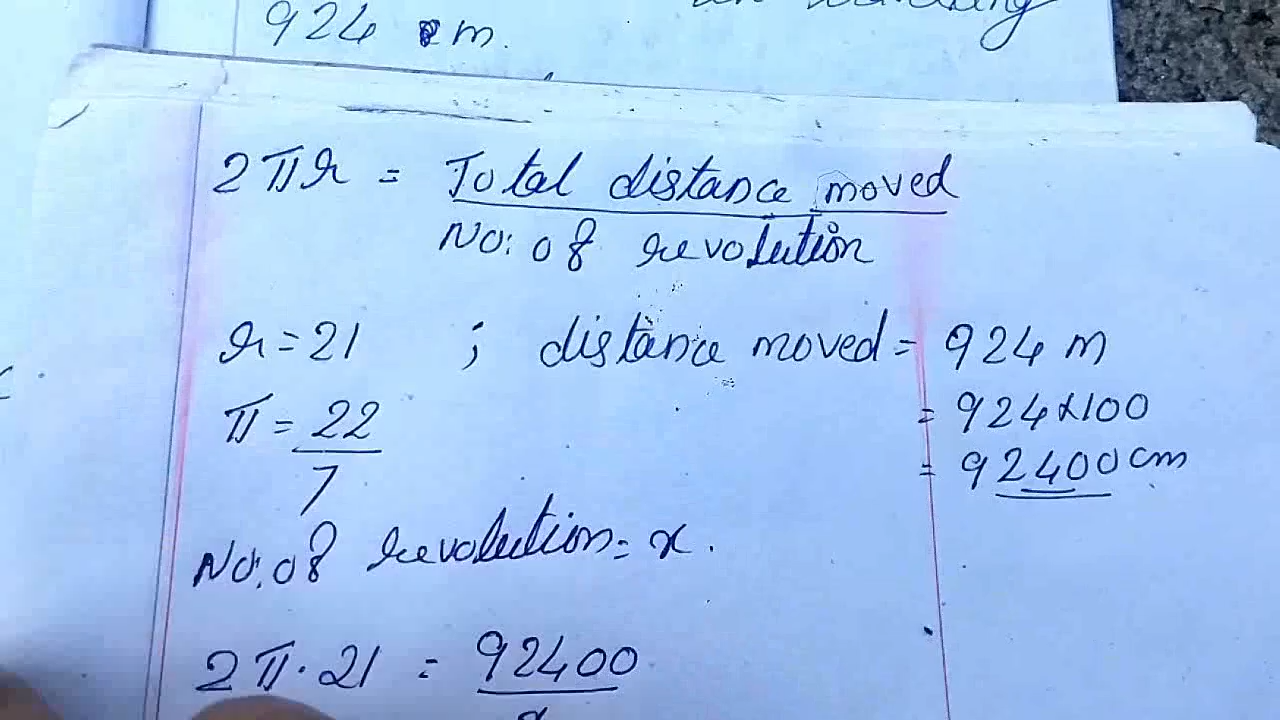 924 m.
2πr = Total distance moved
No: of revolution
r = 21 ; distance moved = 924 m
π = 22
= 924×100
7
= 92400 cm
No. of revolution = x.
2π · 21 = 92400
x